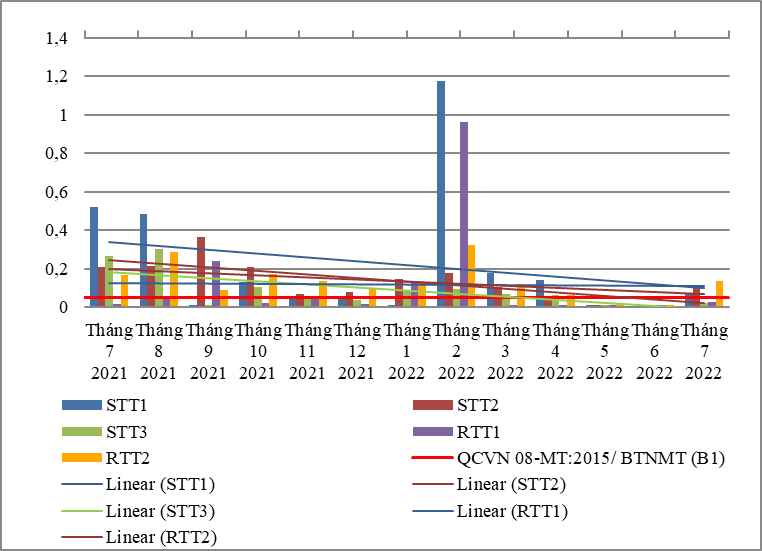 1,4
1,2
1
0,8
0,6
0,4
0,2
0
Tháng Tháng Tháng Tháng Tháng Tháng Tháng Tháng Tháng Tháng Tháng Tháng Tháng
7 8 9 10 11 12 1 2 3 4 5 6 7
2021 2021 2021 2021 2021 2021 2022 2022 2022 2022 2022 2022 2022
STT1 STT2
STT3 RTT1
RTT2 QCVN 08-MT:2015/ BTNMT (B1)
Linear (STT1) Linear (STT2)
Linear (STT3) Linear (RTT1)
Linear (RTT2)